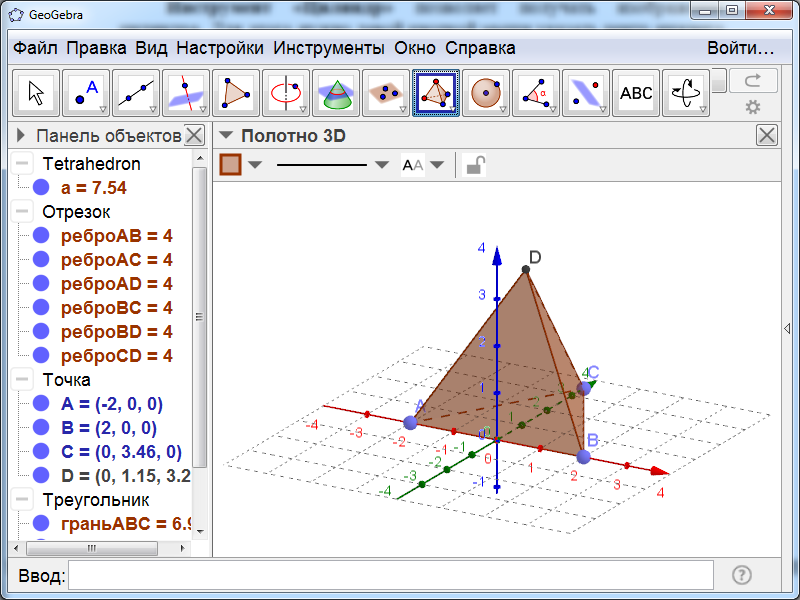 Инструмент «Цилиндр» позволяет получить изображ
GeoGebra
Файл Правка Вид Настройки Инструменты Окно Справка Войти...
A ABC
Панель объектов
Полотно 3D
AA
Tetrahedron
a = 7.54
Отрезок
реброAB = 4
реброAC = 4
реброAD = 4
реброBC = 4
реброBD = 4
реброCD = 4
Точка
A = (-2, 0, 0)
B = (2, 0, 0)
C = (0, 3.46, 0)
D = (0, 1.15, 3.2
Треугольник
граньABC = 6.9
4
D
3
2
C
4
1
A
1
-4
-3
-2
-1
0
B
-1
-2
0
1
-3
-1
2
-4
3
4
Ввод: